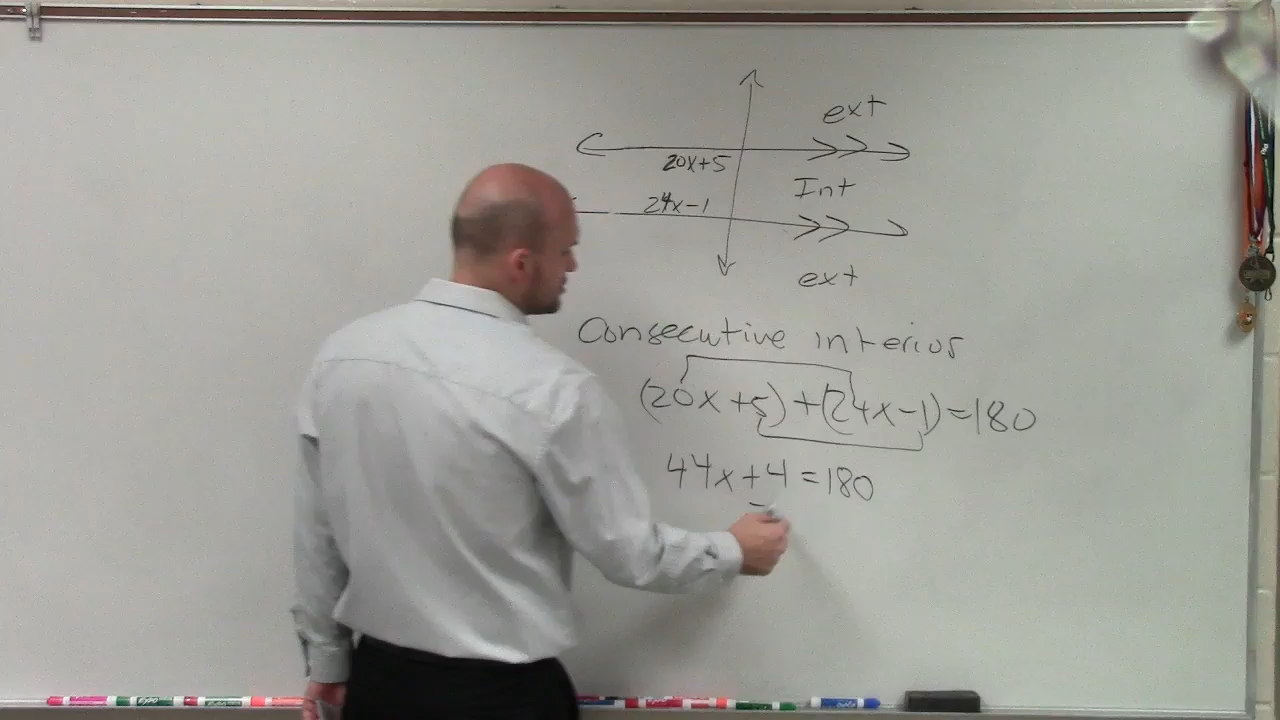 ext
20x+5
Int
24x-1
ext
Consecutive interior
(20x+5)+(24x-1)=180
44x+4=180
-